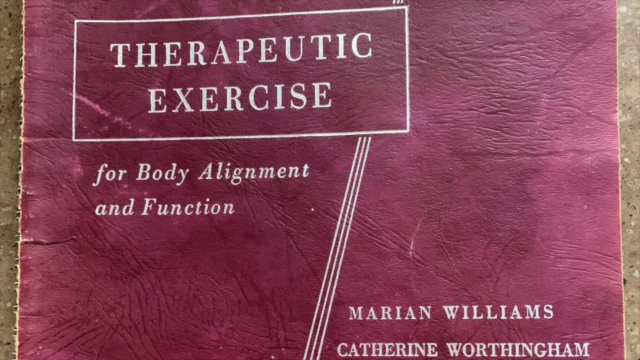 THERAPEUTIC
EXERCISE
for Body Alignment
and Function
MARIAN WILLIAMS
CATHERINE WORTHINGHAM